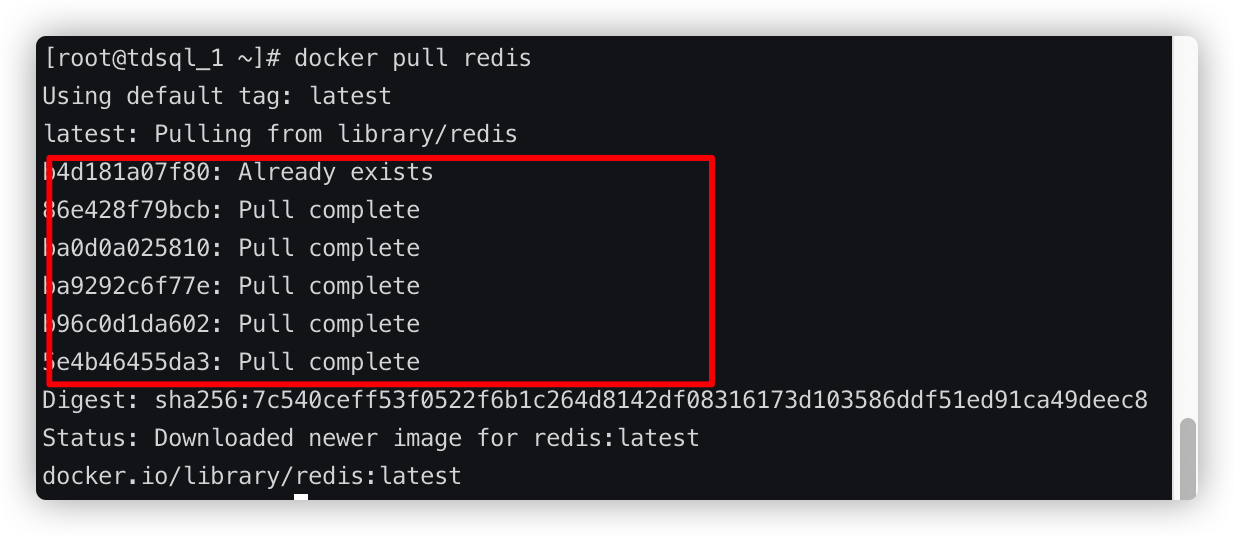 [root@tdsql_1 ~]# docker pull redis
Using default tag: latest
latest: Pulling from library/redis
b4d181a07f80: Already exists
86e428f79bcb: Pull complete
ba0d0a025810: Pull complete
ba9292c6f77e: Pull complete
b96c0d1da602: Pull complete
5e4b46455da3: Pull complete
Digest: sha256:7c540ceff53f0522f6b1c264d8142df08316173d103586ddf51ed91ca49deec8
Status: Downloaded newer image for redis:latest
docker.io/library/redis:latest